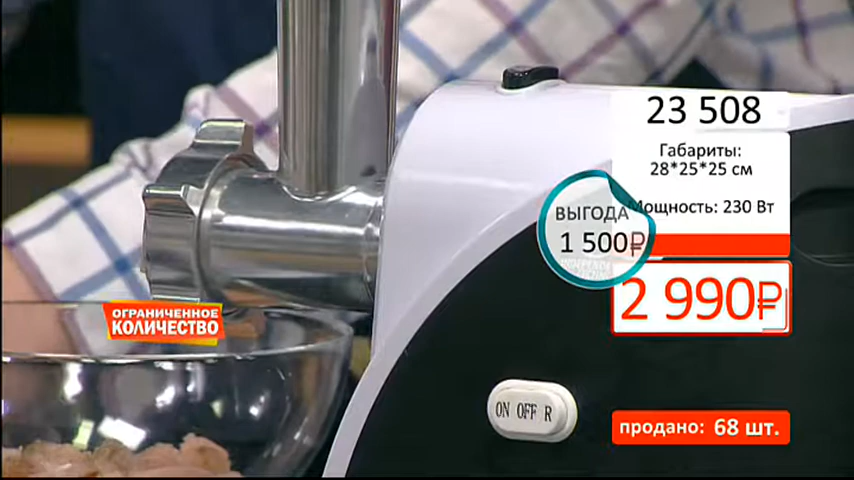 23 508
Габариты:
28*25*25 см
Мощность: 230 Вт
ВЫГОДА
1 500₽
2 990₽
ОГРАНИЧЕННОЕ
КОЛИЧЕСТВО
ON OFF R
продано: 68 шт.